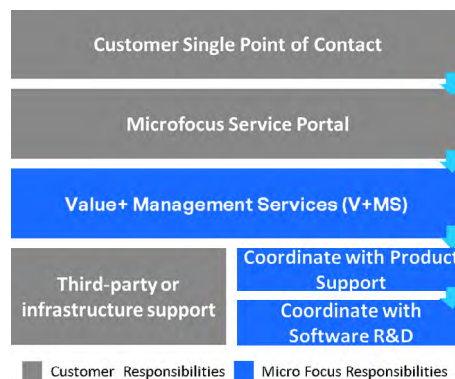 Customer Single Point of Contact
Microfocus Service Portal
Value+ Management Services (V+MS)
Third-party or
infrastructure support
Coordinate with Product
Support
Coordinate with
Software R&D
Customer Responsibilities
Micro Focus Responsibilities